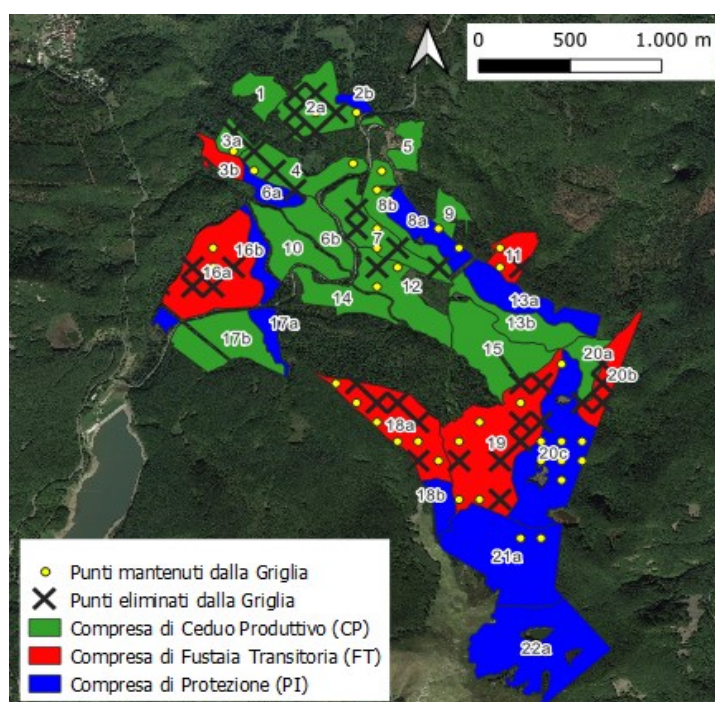 0 500 1.000 m
1
2a
2b
3a
5
3b
4
6a
8b
8a
9
16b
10
6b
7
11
16a
12
13a
14
13b
17a
17b
15
20a
20b
18a
19
20c
18b
21a
22a
Punti mantenuti dalla Griglia
Punti eliminati dalla Griglia
Compresa di Ceduo Produttivo (CP)
Compresa di Fustaia Transitoria (FT)
Compresa di Protezione (PI)